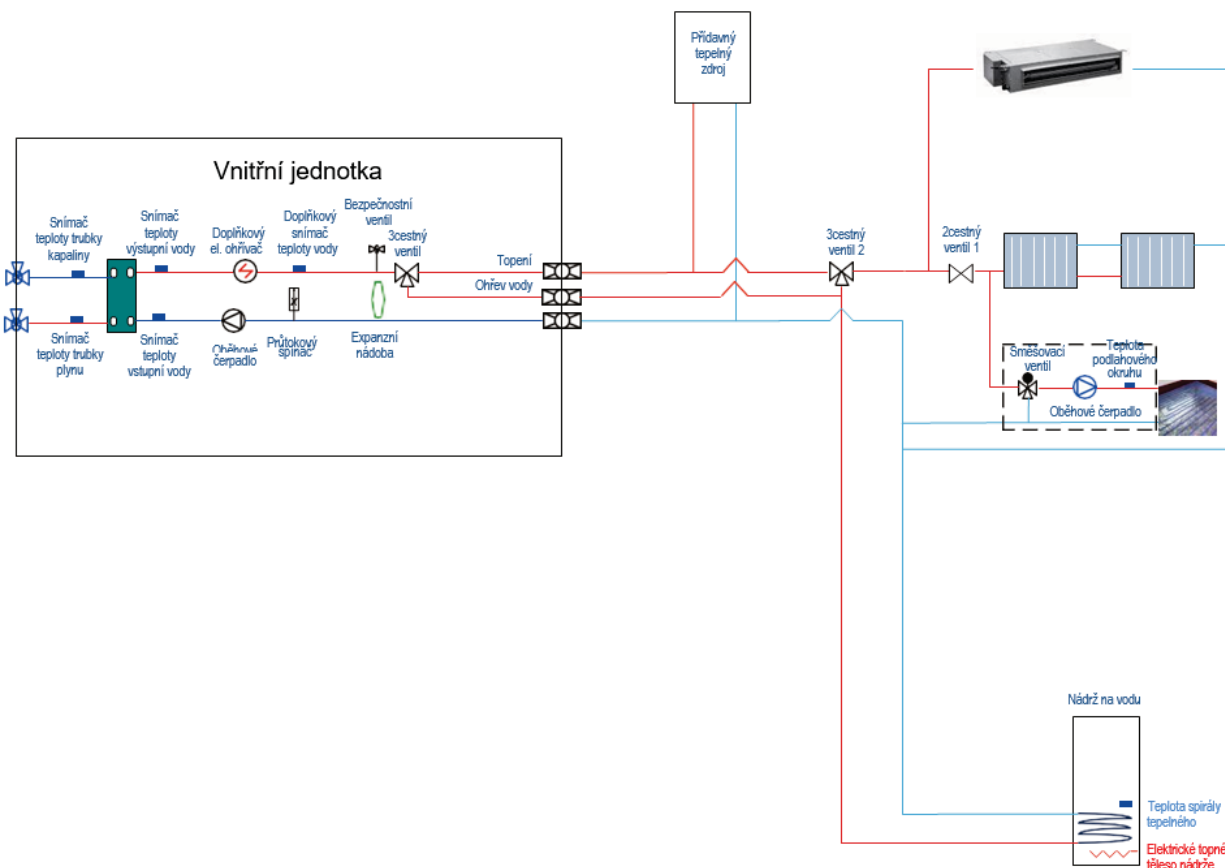 Přídavný
tepelný
zdroj
Vnitřní jednotka
Snímač
teploty trubky
kapaliny
Snímač
teploty
výstupní vody
Doplňkový
el. ohřívač
Doplňkový
snímač
teploty vody
Bezpečnostní
ventil
3cestný
ventil
Topení
Ohřev vody
Snímač
teploty trubky
plynu
Snímač
teploty
vstupní vody
Oběhové
čerpadlo
Průtokový
spínač
Expanzní
nádoba
3cestný
ventil 2
2cestný
ventil 1
Směšovací
ventil
Teplota
podlahového
okruhu
Oběhové čerpadlo
Nádrž na vodu
Teplota spirály
tepelného
Elektrické topné
těleso nádrže